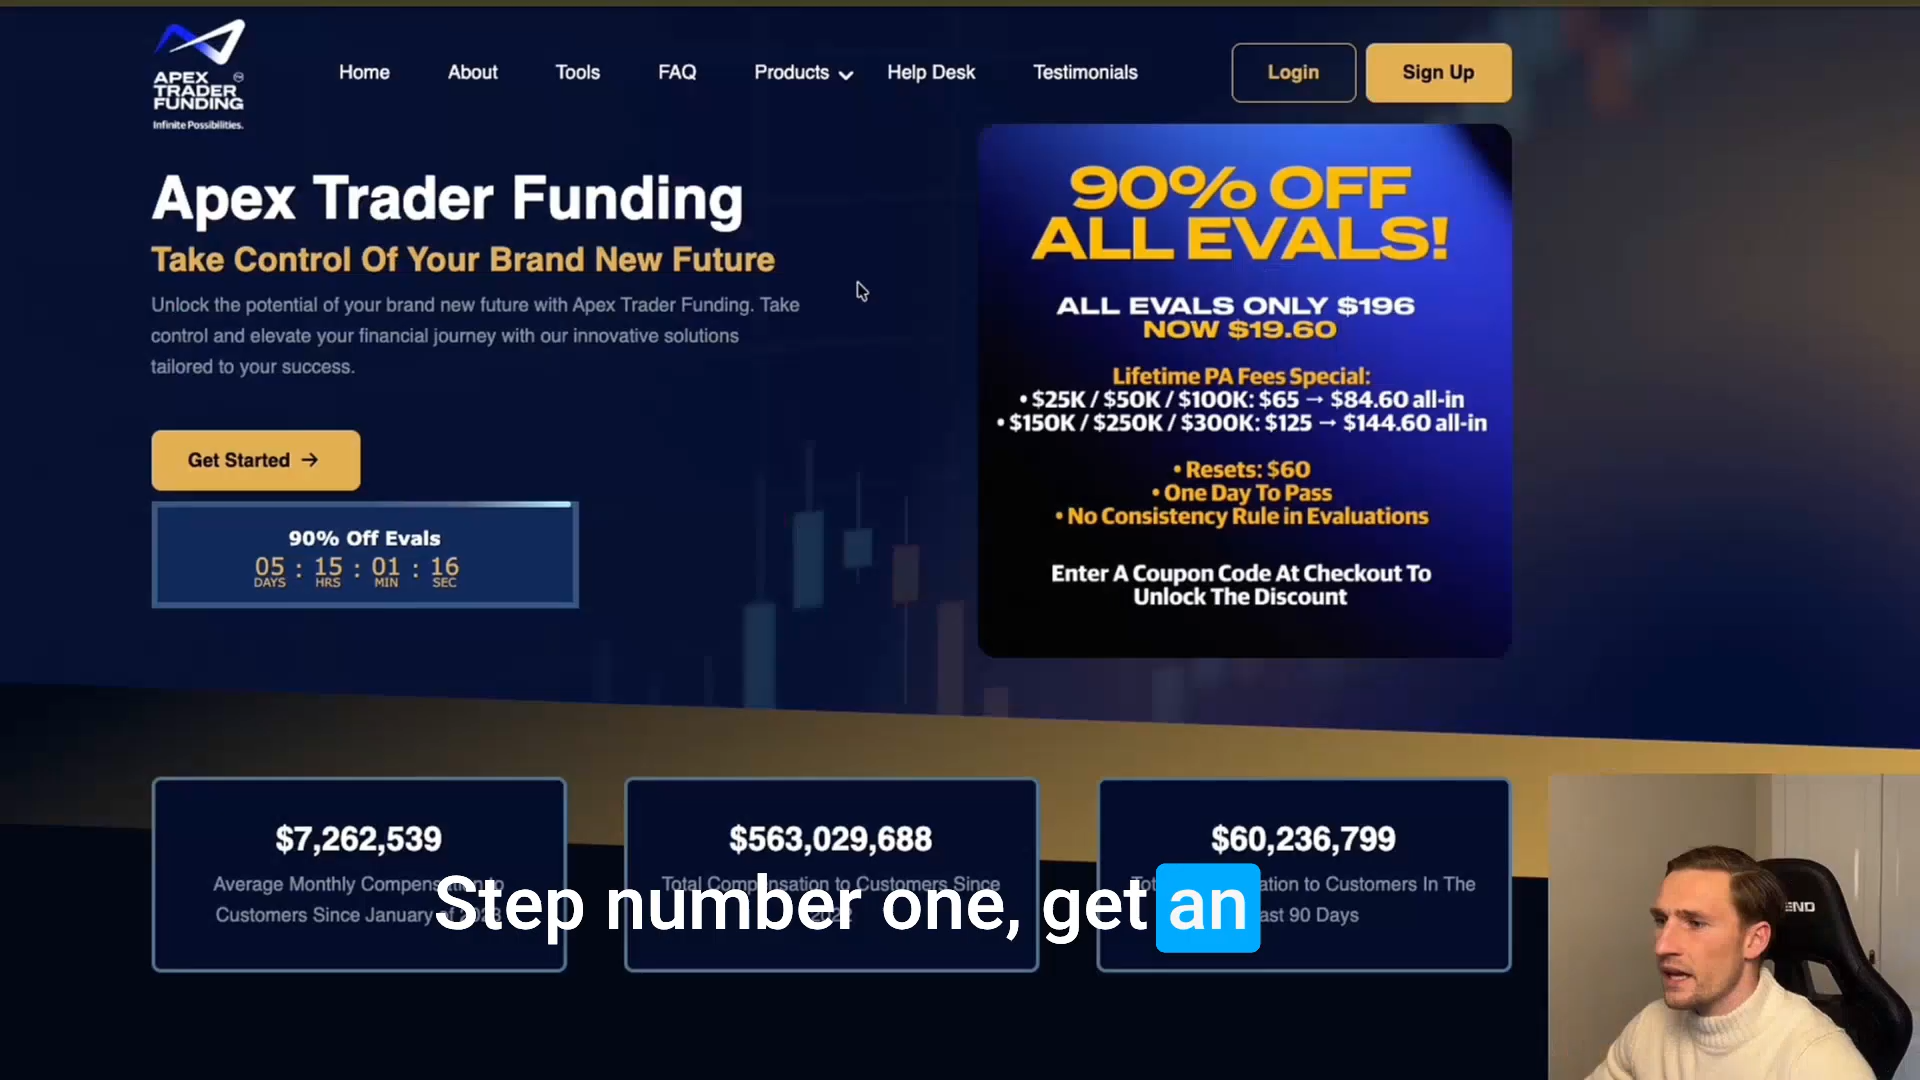 APEX
TRADER
FUNDING
Infinite Possibilities.
Home
About
Tools
FAQ
Products
Help Desk
Testimonials
Login
Sign Up
Apex Trader Funding
Take Control Of Your Brand New Future
Unlock the potential of your brand new future with Apex Trader Funding. Take
control and elevate your financial journey with our innovative solutions
tailored to your success.
Get Started →
90% Off Evals
05 : 15 : 01 : 16
DAYS HRS MIN SEC
90% OFF
ALL EVALS!
ALL EVALS ONLY $196
NOW $19.60
Lifetime PA Fees Special:
• $25K / $50K / $100K: $65 → $84.60 all-in
• $150K / $250K / $300K: $125 → $144.60 all-in
• Resets: $60
• One Day To Pass
• No Consistency Rule in Evaluations
Enter A Coupon Code At Checkout To
Unlock The Discount
$7,262,539
Average Monthly Compensation to
Customers Since January of
$563,029,688
Total Compensation to Customers Since
2022
$60,236,799
to Customers In The
90 Days
Step number one, get an